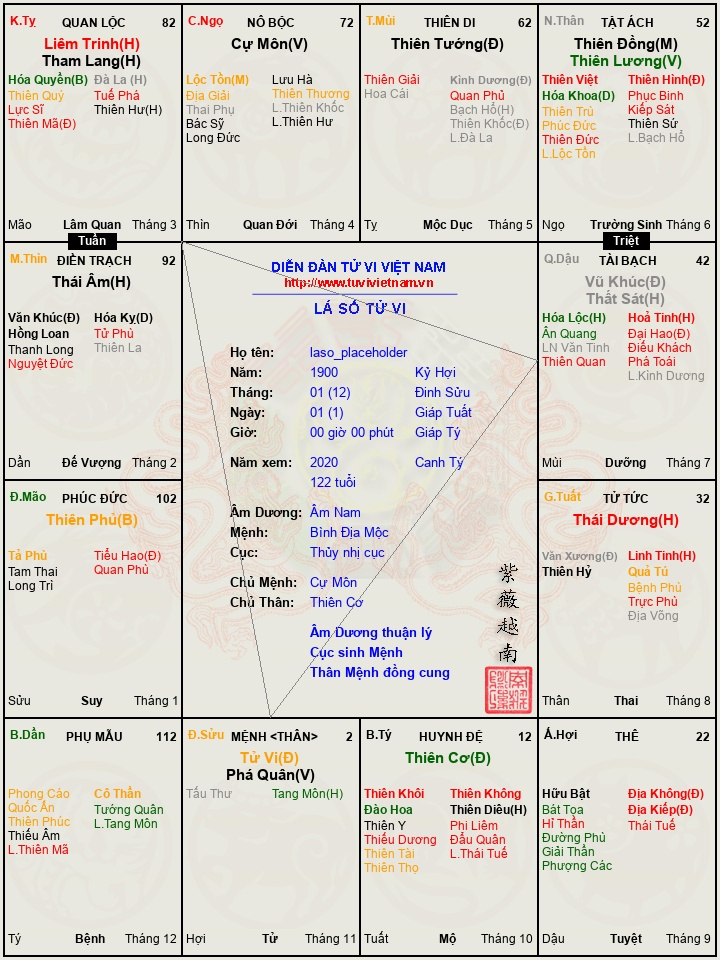 K.Tỵ QUAN LỘC 82
Liêm Trinh(H)
Tham Lang(H)
Hóa Quyền(B) Đà La (H)
Thiên Quý Tuế Phá
Lực Sĩ Thiên Hư(H)
Thiên Mã(Đ)
Mão Lâm Quan Tháng 3
C.Ngọ NÔ BỘC 72
Cự Môn(V)
Lộc Tồn(M) Lưu Hà
Địa Giải Thiên Thương
Thai Phụ L.Thiên Khốc
Bác Sỹ L.Thiên Hư
Long Đức
Thìn Quan Đới Tháng 4
T.Mùi THIÊN DI 62
Thiên Tướng(Đ)
Thiên Giải Kình Dương(Đ)
Hoa Cái Quan Phủ
Bạch Hổ(H)
Thiên Khốc(Đ)
L.Đà La
Tỵ Mộc Dục Tháng 5
N.Thân TẬT ÁCH 52
Thiên Đồng(M)
Thiên Lương(V)
Thiên Việt Thiên Hình(Đ)
Hóa Khoa(D) Phục Binh
Thiên Trù Kiếp Sát
Phúc Đức Thiên Sứ
Thiên Đức L.Bạch Hổ
L.Lộc Tồn
Ngọ Trường Sinh Tháng 6
Tuần
Triệt
M.Thìn ĐIỀN TRẠCH 92
Thái Âm(H)
Văn Khúc(Đ) Hóa Kỵ(D)
Hồng Loan Tử Phù
Thanh Long Thiên La
Nguyệt Đức
Dần Đế Vượng Tháng 2
DIỄN ĐÀN TỬ VI VIỆT NAM
http://www.tuvivietnam.vn
LÁ SỐ TỬ VI
Họ tên: laso_placeholder
Năm: 1900 Kỷ Hợi
Tháng: 01 (12) Đinh Sửu
Ngày: 01 (1) Giáp Tuất
Giờ: 00 giờ 00 phút Giáp Tý
Năm xem: 2020 Canh Tý
122 tuổi
Âm Dương: Âm Nam
Mệnh: Bình Địa Mộc
Cục: Thủy nhị cục
Chủ Mệnh: Cự Môn
Chủ Thân: Thiên Cơ
Âm Dương thuận lý
Cục sinh Mệnh
Thân Mệnh đồng cung
紫
薇
越
南
Q.Dậu TÀI BẠCH 42
Vũ Khúc(Đ)
Thất Sát(H)
Hóa Lộc(H) Hoả Tinh(H)
Ân Quang Đại Hao(Đ)
LN Văn Tinh Điếu Khách
Thiên Quan Phá Toái
L.Kình Dương
Mùi Dưỡng Tháng 7
Đ.Mão PHÚC ĐỨC 102
Thiên Phủ(B)
Tả Phù Tiểu Hao(Đ)
Tam Thai Quan Phù
Long Trì
Sửu Suy Tháng 1
G.Tuất TỬ TỨC 32
Thái Dương(H)
Văn Xương(Đ) Linh Tinh(H)
Thiên Hỷ Quả Tú
Bệnh Phù
Trực Phù
Địa Võng
Thân Thai Tháng 8
B.Dần PHỤ MẪU 112
Phong Cáo Cô Thần
Quốc Ấn Tướng Quân
Thiên Phúc L.Tang Môn
Thiếu Âm
L.Thiên Mã
Tý Bệnh Tháng 12
Đ.Sửu MỆNH <THÂN> 2
Tử Vi(Đ)
Phá Quân(V)
Tấu Thư Tang Môn(H)
Hợi Tử Tháng 11
B.Tý HUYNH ĐỆ 12
Thiên Cơ(Đ)
Thiên Khôi Thiên Không
Đào Hoa Thiên Diêu(H)
Thiên Y Phi Liêm
Thiếu Dương Đẩu Quân
Thiên Tài L.Thái Tuế
Thiên Thọ
Tuất Mộ Tháng 10
Ấ.Hợi THÊ 22
Hữu Bật Địa Không(Đ)
Bát Tọa Địa Kiếp(Đ)
Hỉ Thần Thái Tuế
Đường Phù
Giải Thần
Phượng Các
Dậu Tuyệt Tháng 9